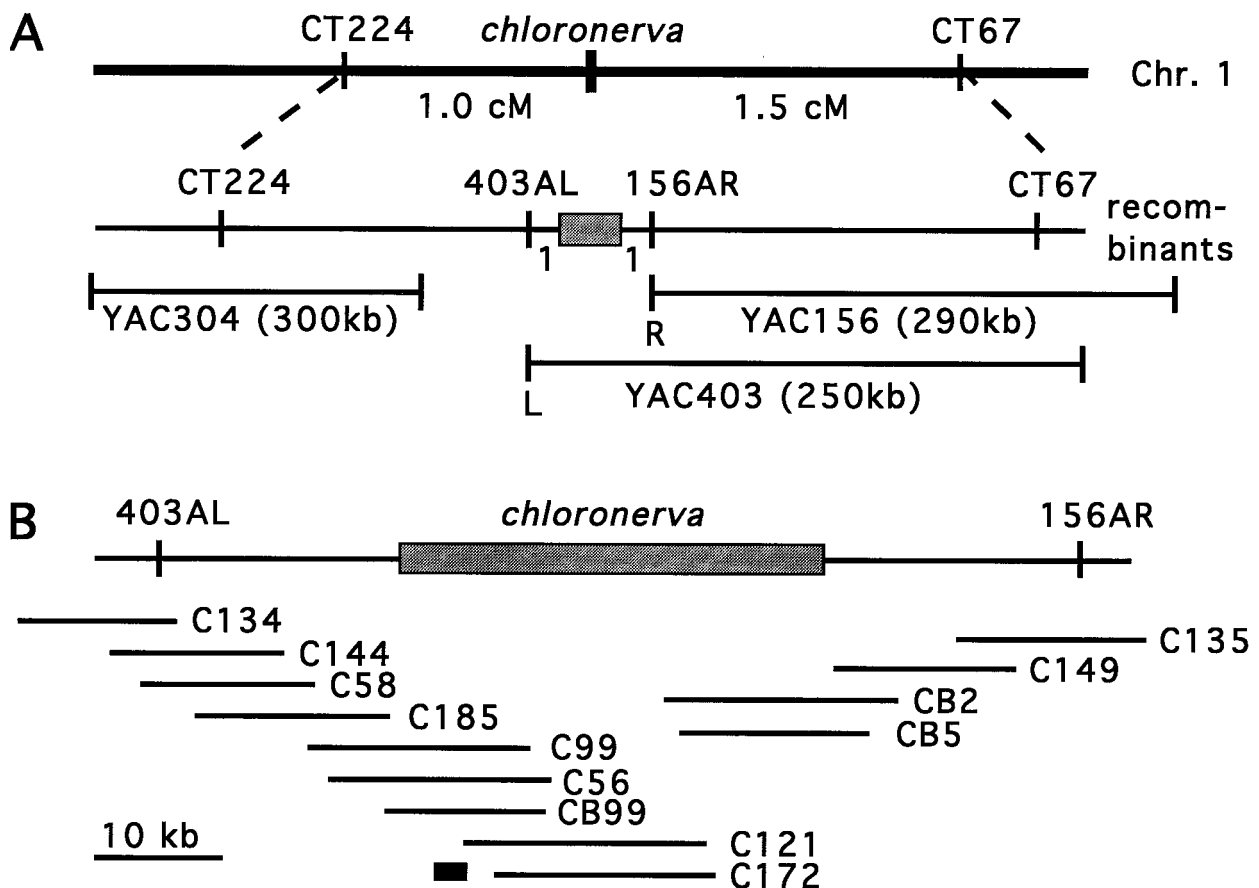 A
CT224 chloronerva CT67
Chr. 1
1.0 cM 1.5 cM
CT224 403AL 156AR CT67
recom-
binants
1 1
YAC304 (300kb)
YAC156 (290kb)
R
YAC403 (250kb)
L
B
403AL chloronerva 156AR
C134
C135
C144
C149
C58
CB2
C185
CB5
C99
C56
CB99
10 kb
C121
C172